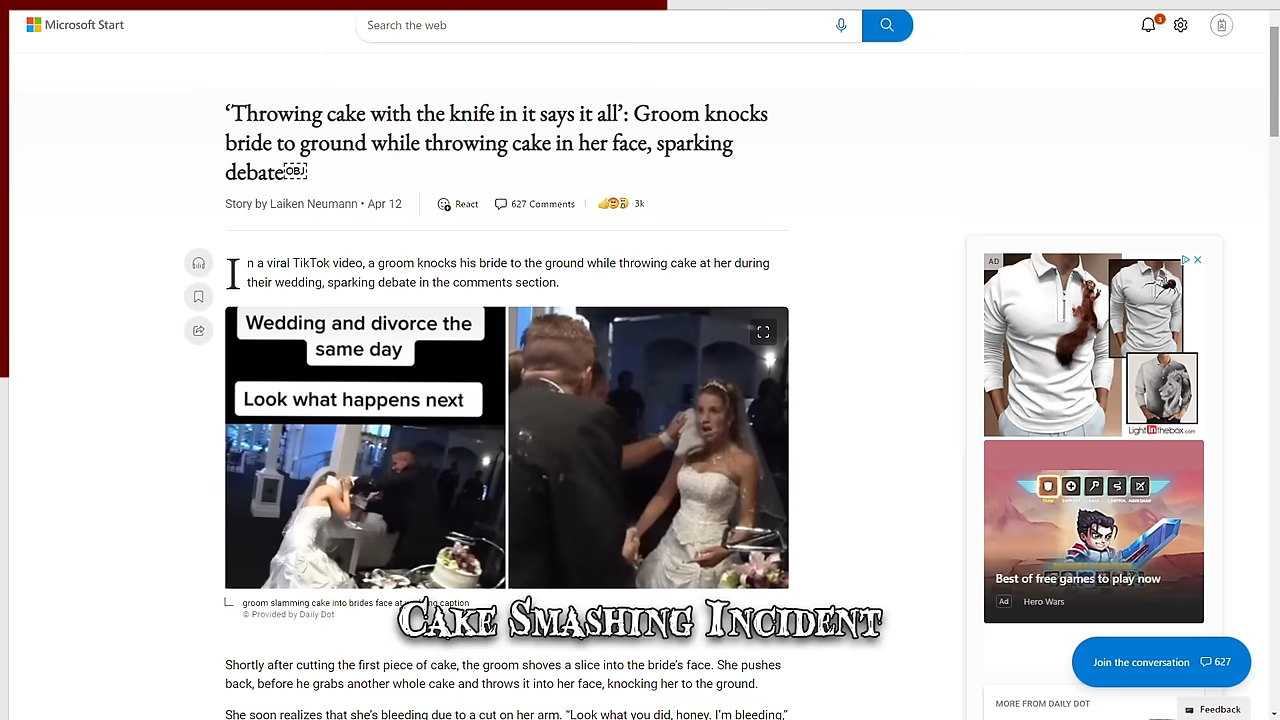 Microsoft Start
Search the web
3
‘Throwing cake with the knife in it says it all’: Groom knocks
bride to ground while throwing cake in her face, sparking
debate￼
Story by Laiken Neumann • Apr 12
React
627 Comments
3k
In a viral TikTok video, a groom knocks his bride to the ground while throwing cake at her during
their wedding, sparking debate in the comments section.
Wedding and divorce the
same day
Look what happens next
groom slamming cake into brides face at
caption
© Provided by Daily Dot
Cake Smashing Incident
Shortly after cutting the first piece of cake, the groom shoves a slice into the bride’s face. She pushes
back, before he grabs another whole cake and throws it into her face, knocking her to the ground.
She soon realizes that she’s bleeding due to a cut on her arm. “Look what you did, honey. I’m bleeding,”
AD
LightInthebox.com
Best of free games to play now
Ad
Hero Wars
Join the conversation
627
MORE FROM DAILY DOT
Feedback